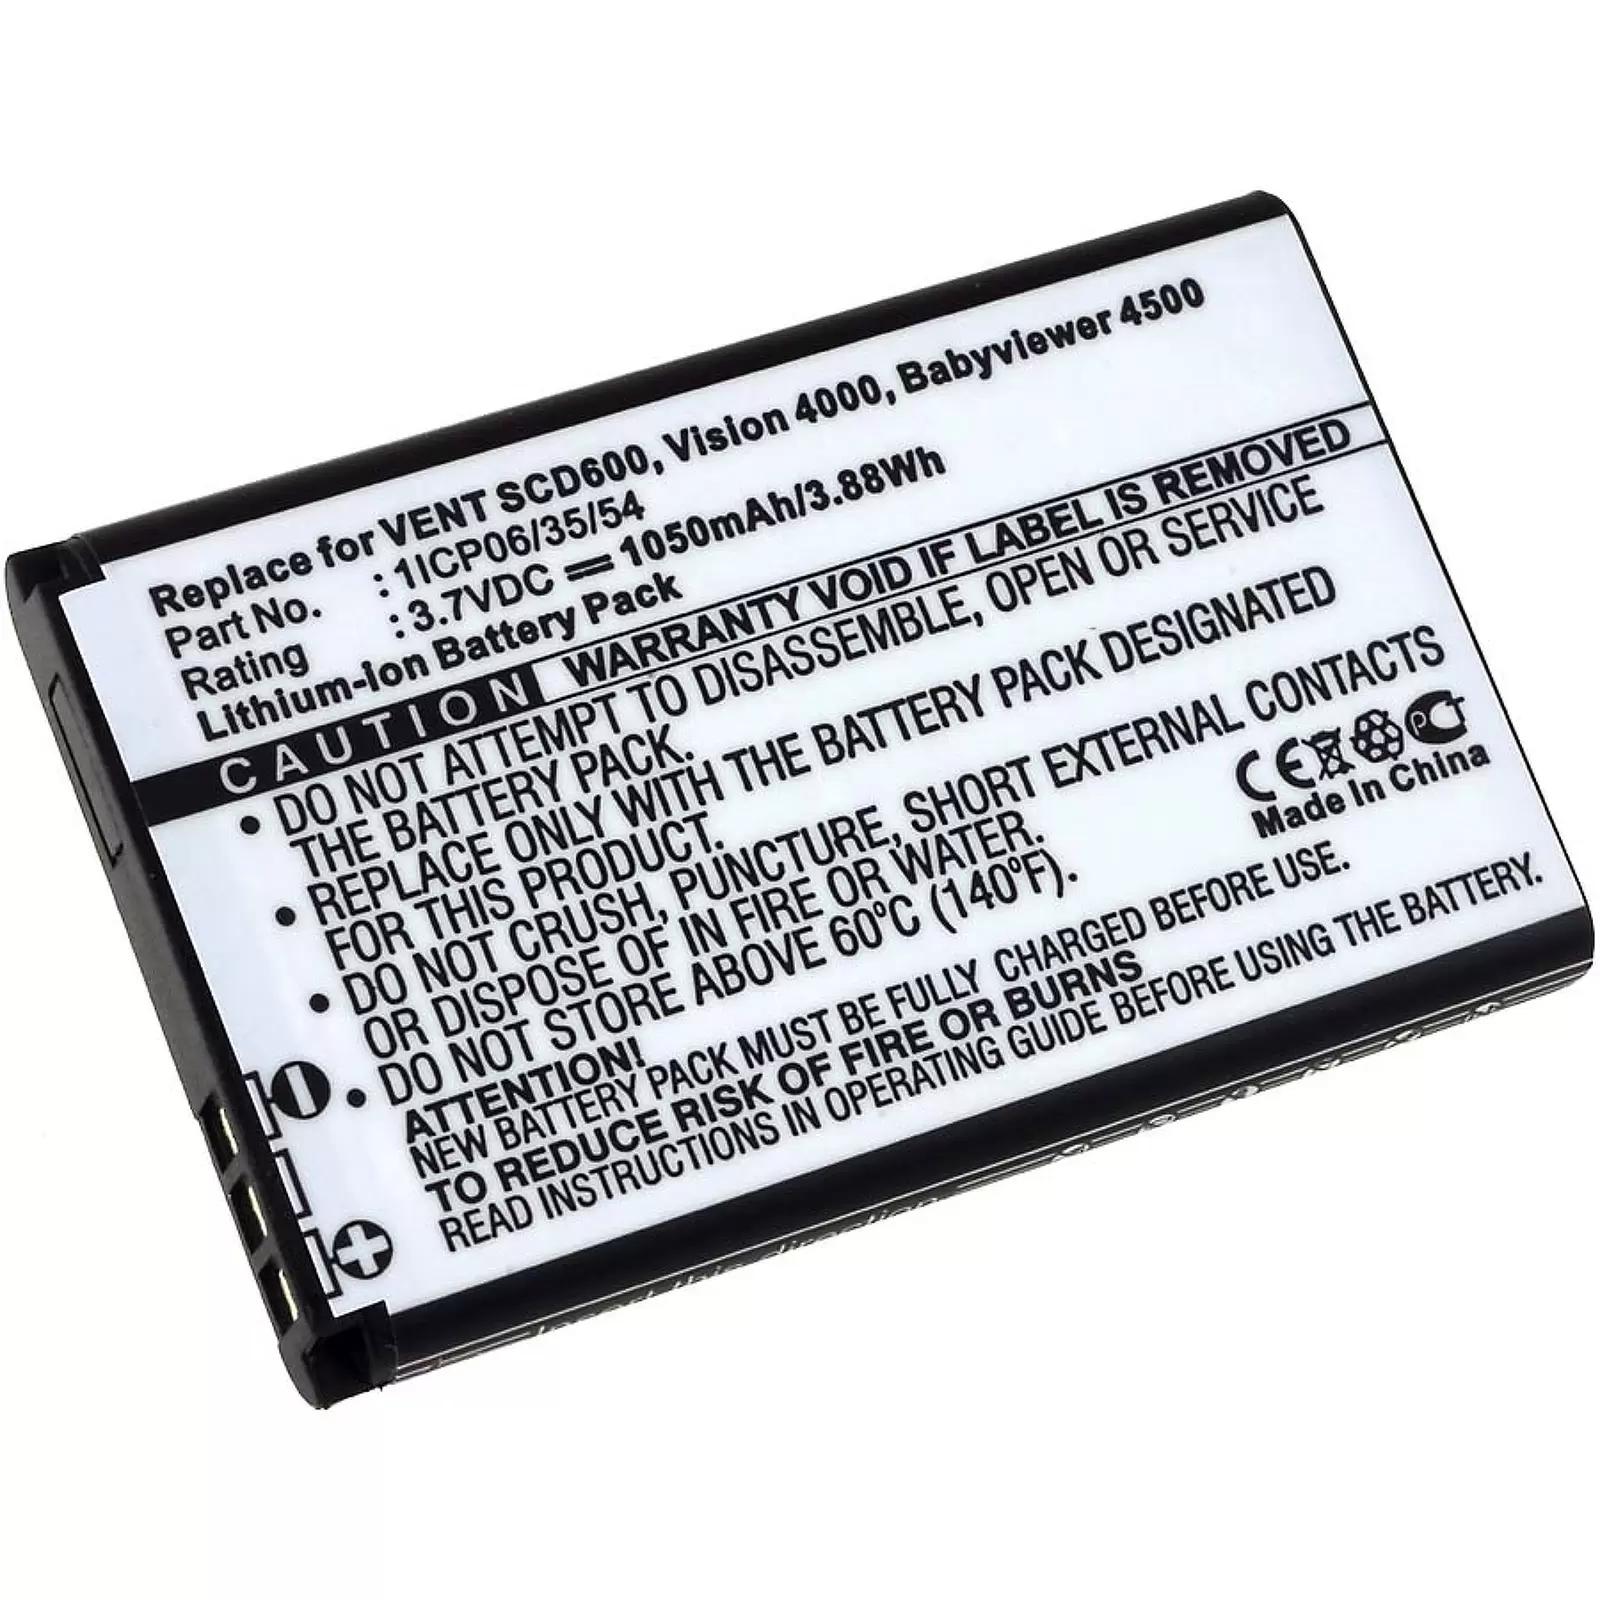 Replace for VENT SCD600, Vision 4000, Babyviewer 4500
Part No. : 1ICP06/35/54
Rating : 3.7VDC 1050mAh/3.88Wh
Lithium-Ion Battery Pack
CAUTION WARRANTY VOID IF LABEL IS REMOVED
• DO NOT ATTEMPT TO DISASSEMBLE, OPEN OR SERVICE
THE BATTERY PACK.
• REPLACE ONLY WITH THE BATTERY PACK DESIGNATED
FOR THIS PRODUCT.
• DO NOT CRUSH, PUNCTURE, SHORT EXTERNAL CONTACTS
OR DISPOSE OF IN FIRE OR WATER.
• DO NOT STORE ABOVE 60°C (140°F).
CE PCT
Made In China
ATTENTION!
NEW BATTERY PACK MUST BE FULLY CHARGED BEFORE USE.
TO REDUCE RISK OF FIRE OR BURNS
READ INSTRUCTIONS IN OPERATING GUIDE BEFORE USING THE BATTERY.
Insert this direction